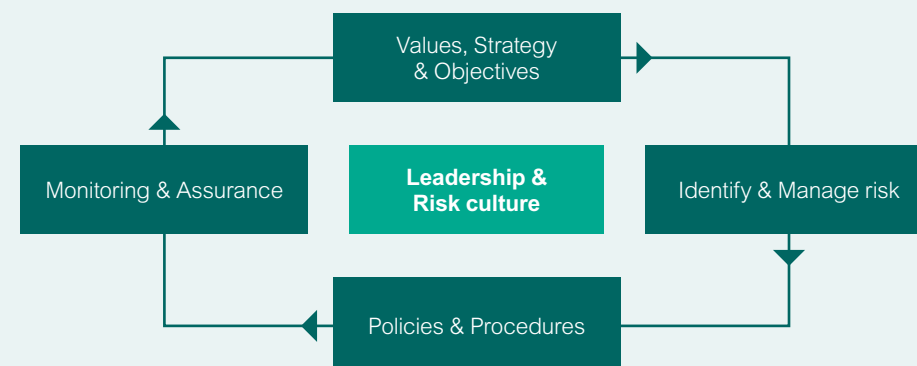 Values, Strategy
& Objectives
Monitoring & Assurance
Leadership &
Risk culture
Identify & Manage risk
Policies & Procedures